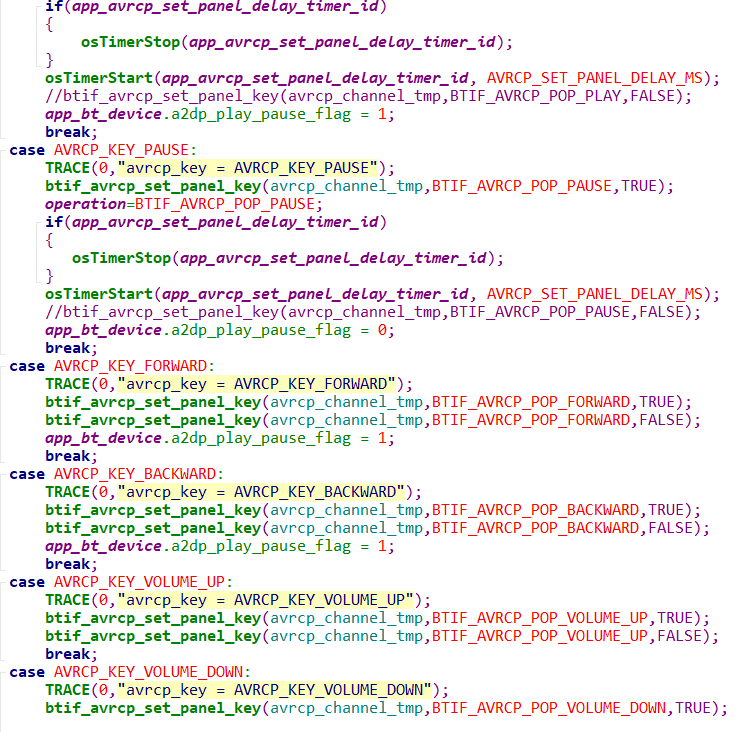 if(app_avrcp_set_panel_delay_timer_id)
{
osTimerStop(app_avrcp_set_panel_delay_timer_id);
}
osTimerStart(app_avrcp_set_panel_delay_timer_id, AVRCP_SET_PANEL_DELAY_MS);
//btif_avrcp_set_panel_key(avrcp_channel_tmp,BTIF_AVRCP_POP_PLAY,FALSE);
app_bt_device.a2dp_play_pause_flag = 1;
break;
case AVRCP_KEY_PAUSE:
TRACE(0,"avrcp_key = AVRCP_KEY_PAUSE");
btif_avrcp_set_panel_key(avrcp_channel_tmp,BTIF_AVRCP_POP_PAUSE,TRUE);
operation=BTIF_AVRCP_POP_PAUSE;
if(app_avrcp_set_panel_delay_timer_id)
{
osTimerStop(app_avrcp_set_panel_delay_timer_id);
}
osTimerStart(app_avrcp_set_panel_delay_timer_id, AVRCP_SET_PANEL_DELAY_MS);
//btif_avrcp_set_panel_key(avrcp_channel_tmp,BTIF_AVRCP_POP_PAUSE,FALSE);
app_bt_device.a2dp_play_pause_flag = 0;
break;
case AVRCP_KEY_FORWARD:
TRACE(0,"avrcp_key = AVRCP_KEY_FORWARD");
btif_avrcp_set_panel_key(avrcp_channel_tmp,BTIF_AVRCP_POP_FORWARD,TRUE);
btif_avrcp_set_panel_key(avrcp_channel_tmp,BTIF_AVRCP_POP_FORWARD,FALSE);
app_bt_device.a2dp_play_pause_flag = 1;
break;
case AVRCP_KEY_BACKWARD:
TRACE(0,"avrcp_key = AVRCP_KEY_BACKWARD");
btif_avrcp_set_panel_key(avrcp_channel_tmp,BTIF_AVRCP_POP_BACKWARD,TRUE);
btif_avrcp_set_panel_key(avrcp_channel_tmp,BTIF_AVRCP_POP_BACKWARD,FALSE);
app_bt_device.a2dp_play_pause_flag = 1;
break;
case AVRCP_KEY_VOLUME_UP:
TRACE(0,"avrcp_key = AVRCP_KEY_VOLUME_UP");
btif_avrcp_set_panel_key(avrcp_channel_tmp,BTIF_AVRCP_POP_VOLUME_UP,TRUE);
btif_avrcp_set_panel_key(avrcp_channel_tmp,BTIF_AVRCP_POP_VOLUME_UP,FALSE);
break;
case AVRCP_KEY_VOLUME_DOWN:
TRACE(0,"avrcp_key = AVRCP_KEY_VOLUME_DOWN");
btif_avrcp_set_panel_key(avrcp_channel_tmp,BTIF_AVRCP_POP_VOLUME_DOWN,TRUE);